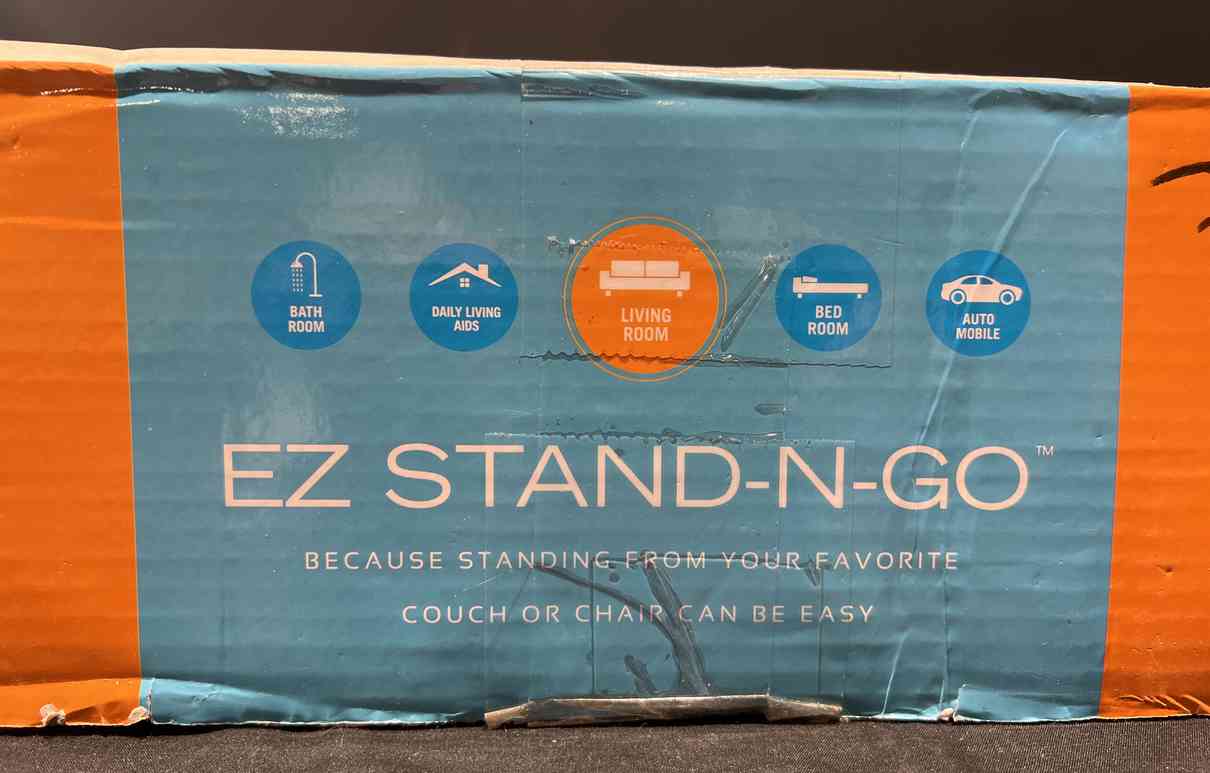 BATH
ROOM
DAILY LIVING
AIDS
LIVING
ROOM
BED
ROOM
AUTO
MOBILE
EZ STAND-N-GO™
BECAUSE STANDING FROM YOUR FAVORITE
COUCH OR CHAIR CAN BE EASY